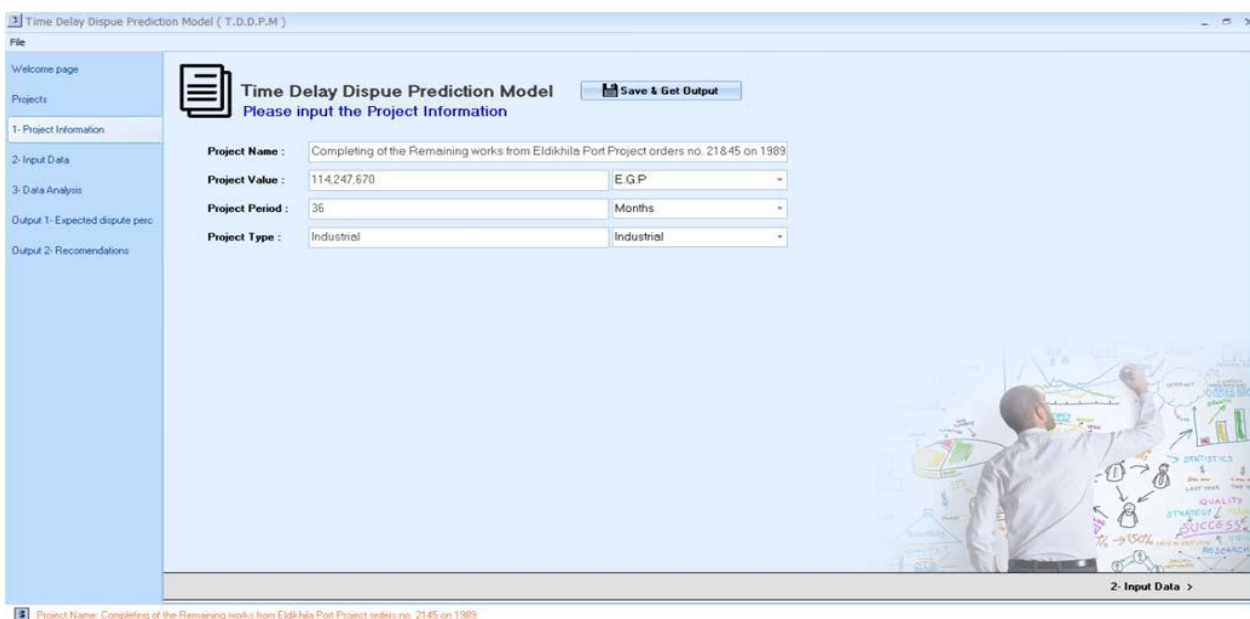 Time Delay Dispue Prediction Model ( T.D.D.P.M )
File
Welcome page
Projects
1- Project Information
2- Input Data
3- Data Analysis
Output 1- Expected dispute perc
Output 2- Recomendations
Time Delay Dispue Prediction Model
Save & Get Output
Please input the Project Information
Project Name : Completing of the Remaining works from Eldikhila Port Project orders no. 21&45 on 1989
Project Value : 114,247,670 E.G.P
Project Period : 36 Months
Project Type : Industrial Industrial
STATISTICS
QUALITY
STRATEGY
SUCCESS
150%
RESEARCH
2- Input Data >
Project Name: Completing of the Remaining works from Eldikhila Port Project orders no. 2145 on 1989